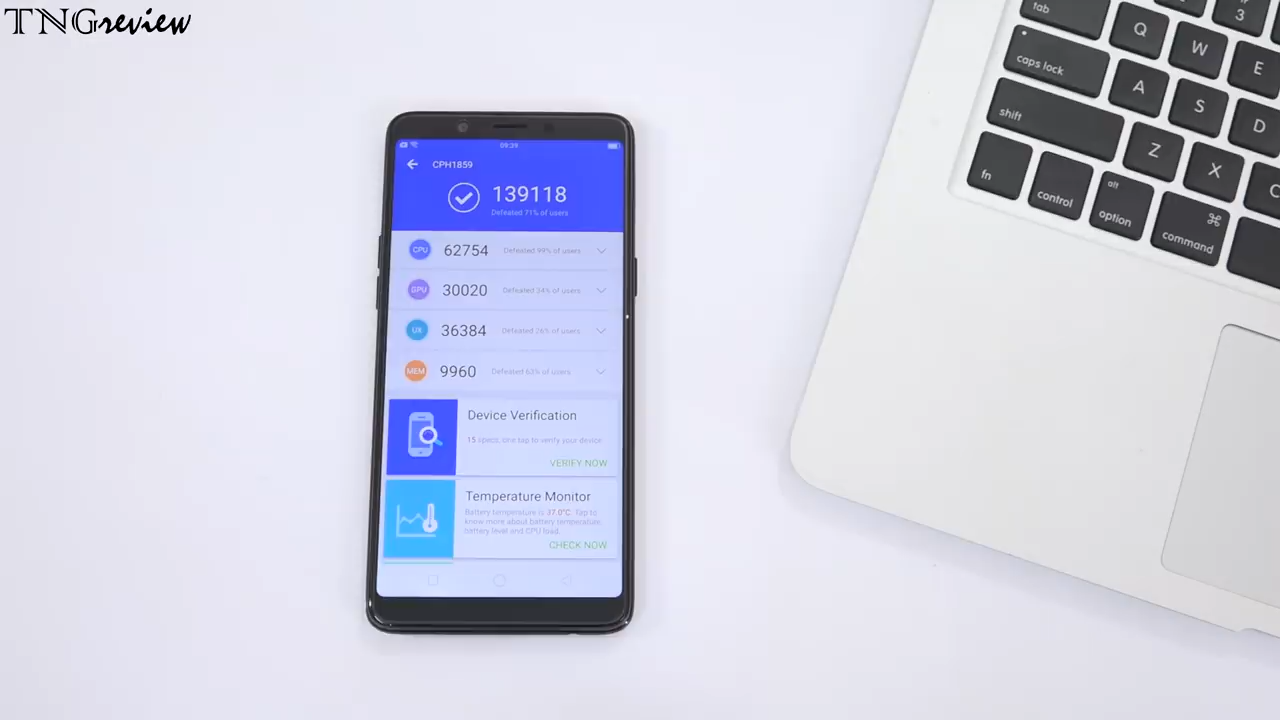 TNGreview
09:39
CPH1859
139118
Defeated 71% of users
CPU 62754 Defeated 99% of users
GPU 30020 Defeated 34% of users
UX 36384 Defeated 26% of users
MEM 9960 Defeated 63% of users
Device Verification
15 specs, one tap to verify your device.
VERIFY NOW
Temperature Monitor
Battery temperature is 37.0°C. Tap to
know more about battery temperature,
battery level and CPU load.
CHECK NOW
tab Q W 3 E
caps lock A S D
shift Z X C
fn control alt option ⌘ command